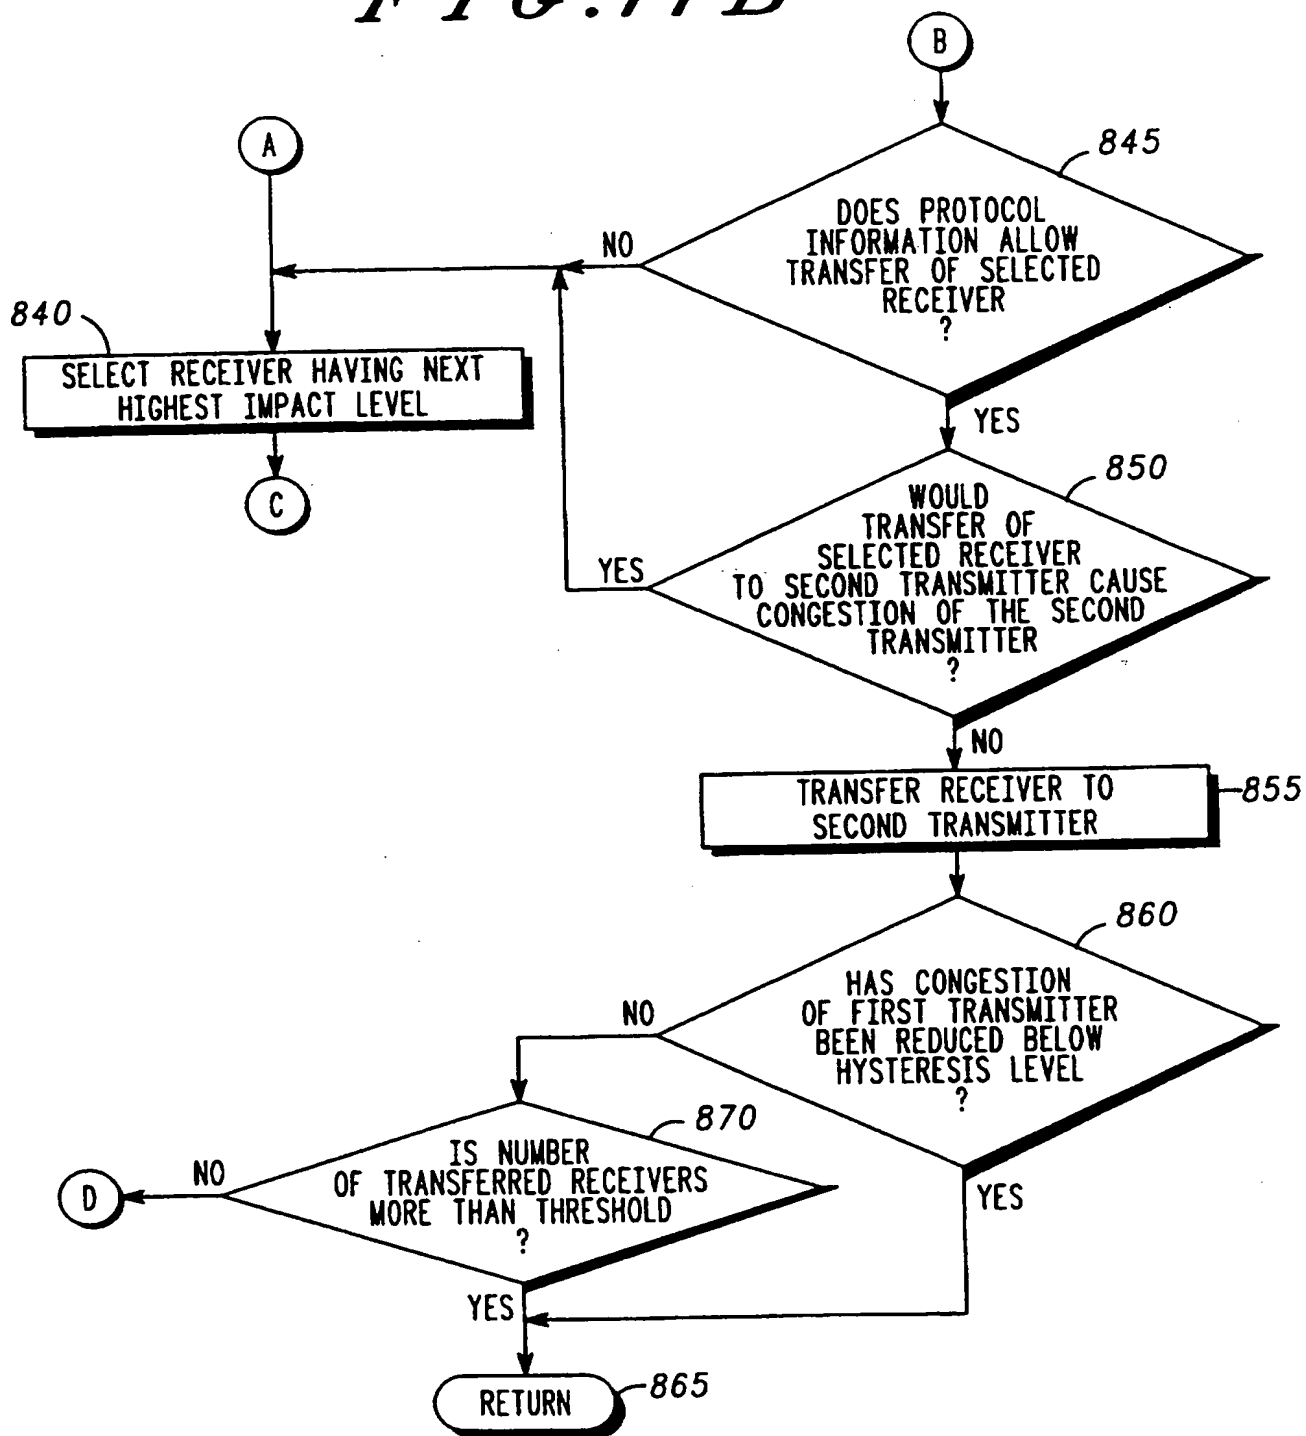 FIG. 11B
B
A
845
DOES PROTOCOL
INFORMATION ALLOW
TRANSFER OF SELECTED
RECEIVER
?
NO
840
SELECT RECEIVER HAVING NEXT
HIGHEST IMPACT LEVEL
YES
C
850
WOULD
TRANSFER OF
SELECTED RECEIVER
TO SECOND TRANSMITTER CAUSE
CONGESTION OF THE SECOND
TRANSMITTER
?
YES
NO
TRANSFER RECEIVER TO
SECOND TRANSMITTER
855
860
HAS CONGESTION
OF FIRST TRANSMITTER
BEEN REDUCED BELOW
HYSTERESIS LEVEL
?
NO
870
IS NUMBER
OF TRANSFERRED RECEIVERS
MORE THAN THRESHOLD
?
NO
D
YES
YES
RETURN
865